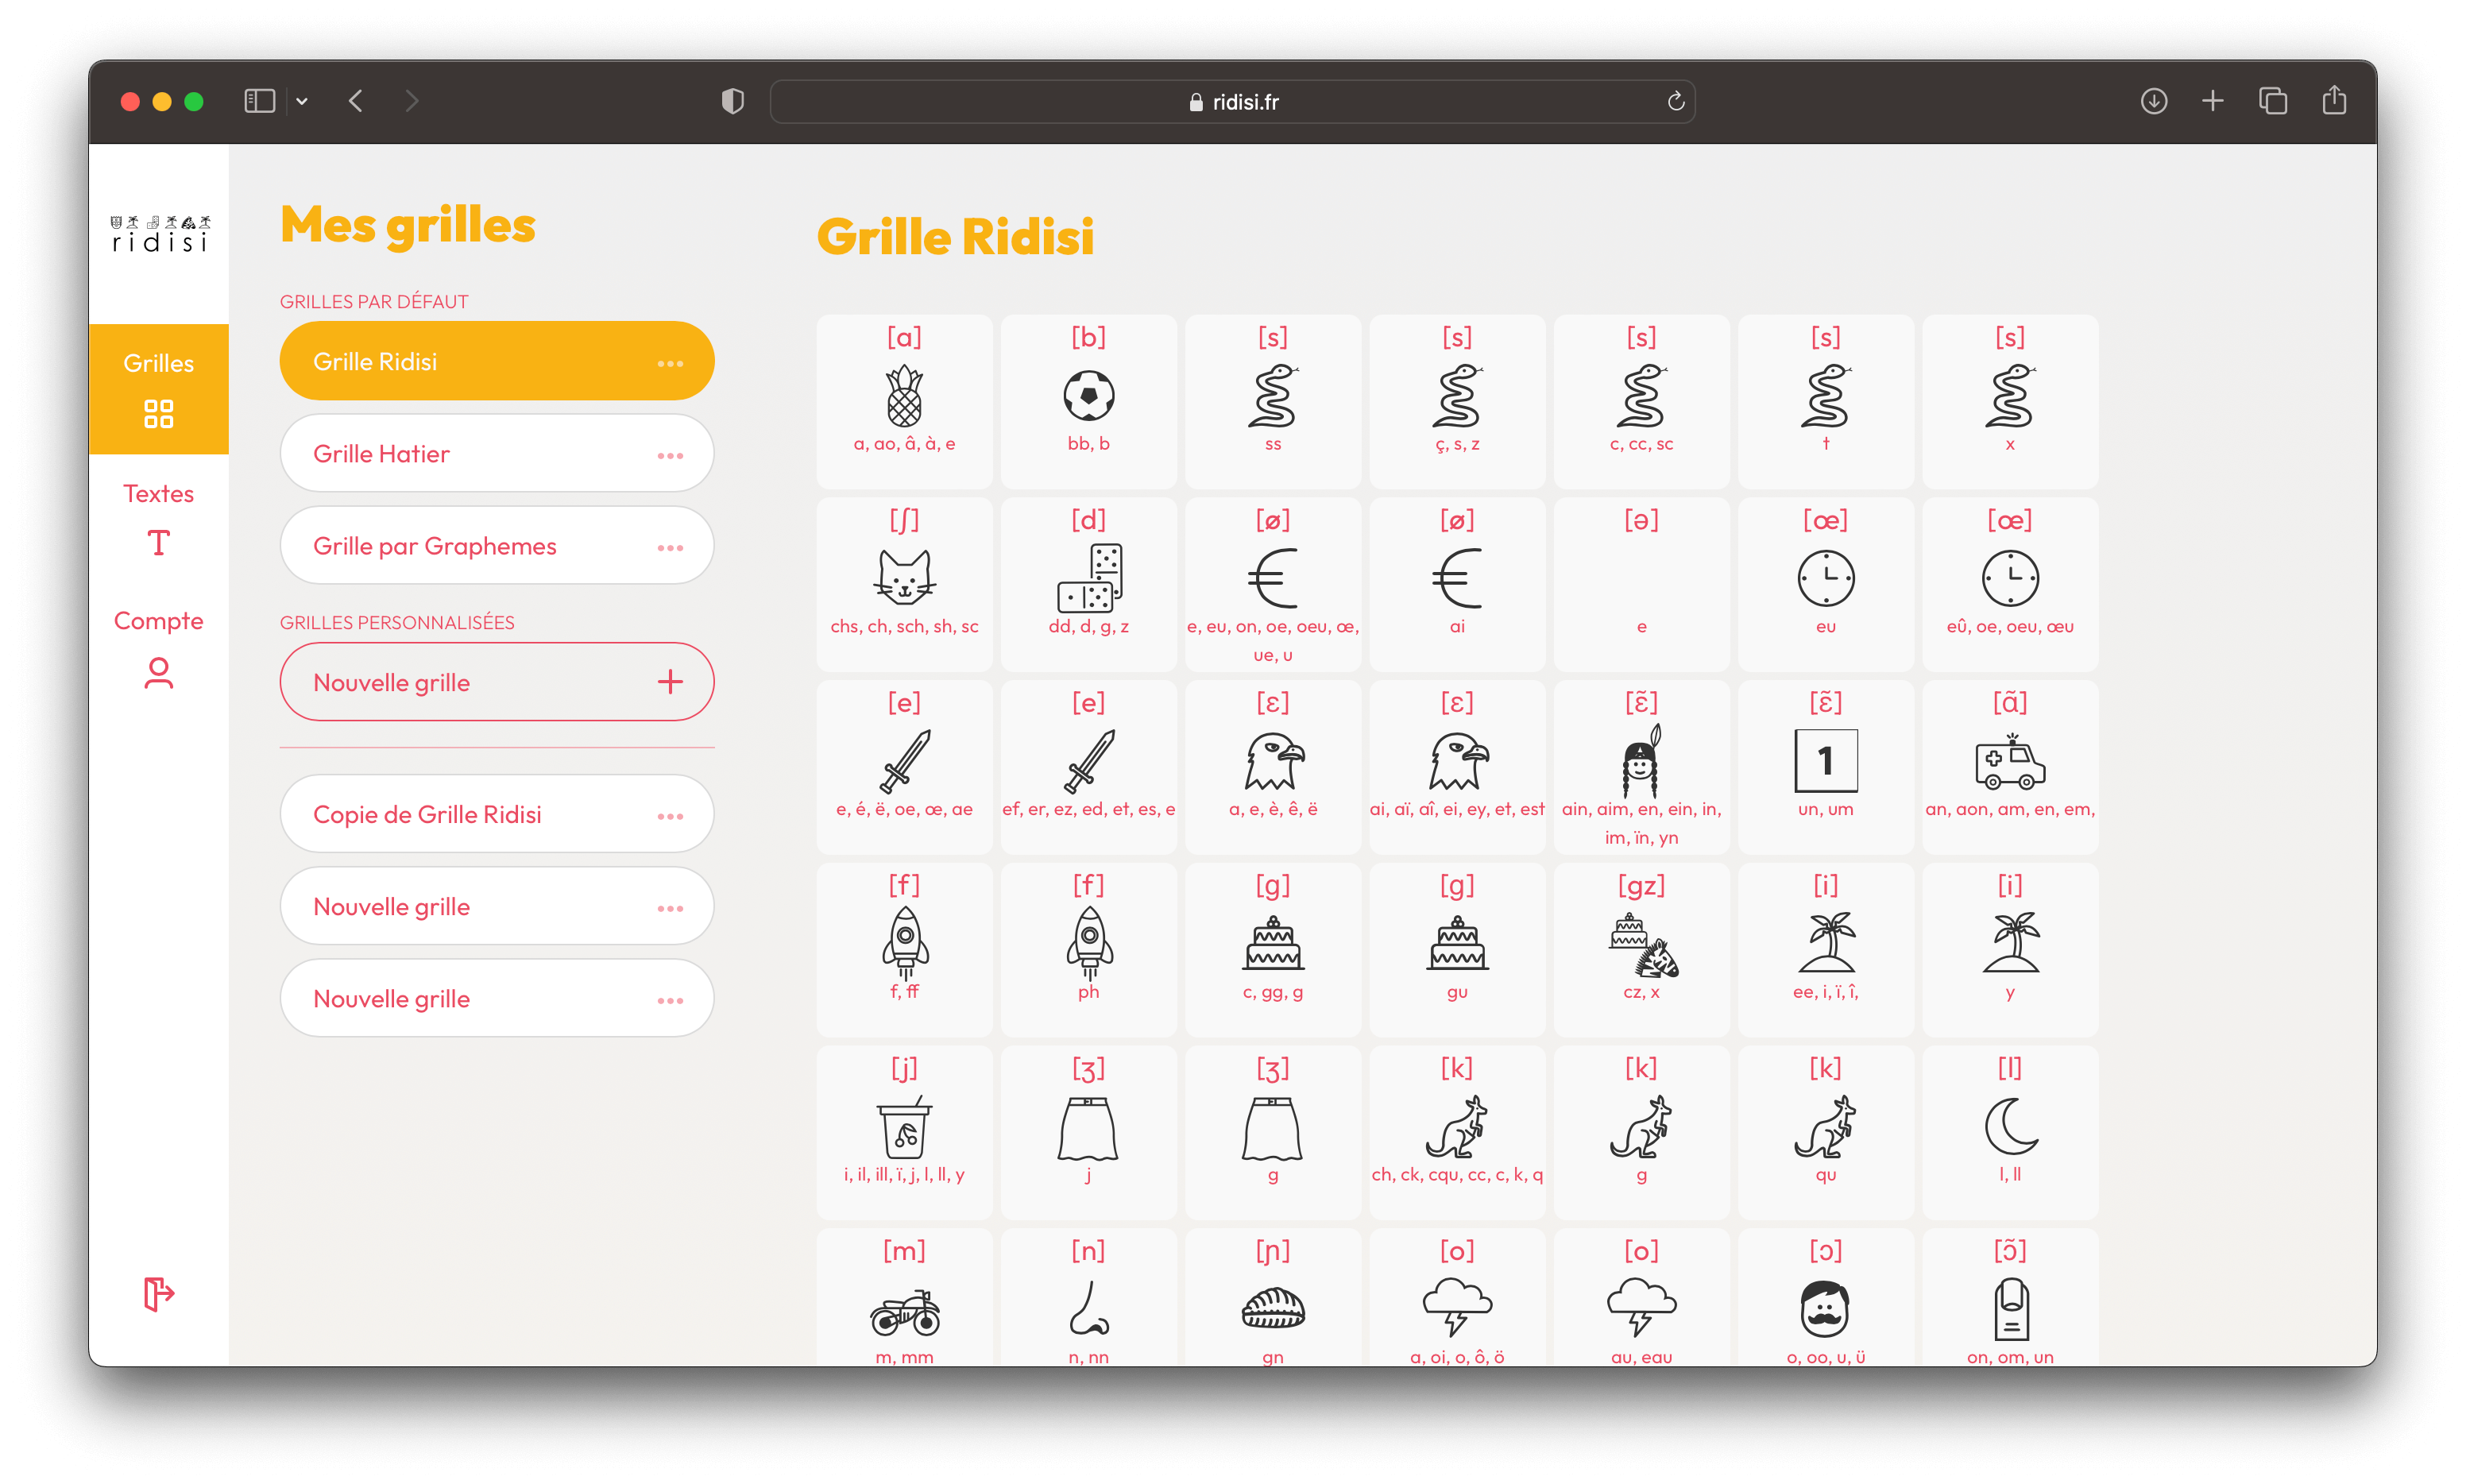 ridisi.fr
ridisi
Grilles
Textes
T
Compte
Mes grilles
GRILLES PAR DÉFAUT
Grille Ridisi
Grille Hatier
Grille par Graphemes
GRILLES PERSONNALISÉES
Nouvelle grille
Copie de Grille Ridisi
Nouvelle grille
Nouvelle grille
Grille Ridisi
[a] [b] [s] [s] [s] [s] [s]
a, ao, â, à, e bb, b ss ç, s, z c, cc, sc t x
[ʃ] [d] [ø] [ø] [ə] [œ] [œ]
chs, ch, sch, sh, sc dd, d, g, z e, eu, on, oe, oeu, œ, ai e eu eû, oe, oeu, œu
ue, u
[e] [e] [ɛ] [ɛ] [ɛ̃] [ɛ̃] [ɑ̃]
1
e, é, ë, oe, œ, ae ef, er, ez, ed, et, es, e a, e, è, ê, ë ai, aï, aî, ei, ey, et, est ain, aim, en, ein, in, un, um an, aon, am, en, em,
im, ïn, yn
[f] [f] [g] [g] [gz] [i] [i]
f, ff ph c, gg, g gu cz, x ee, i, ï, î, y
[j] [ʒ] [ʒ] [k] [k] [k] [l]
i, il, ill, ï, j, l, ll, y j g ch, ck, cqu, cc, c, k, q g qu l, ll
[m] [n] [ɲ] [o] [o] [ɔ] [ɔ̃]
m, mm n, nn gn a, oi, o, ô, ö au, eau o, oo, u, ü on, om, un